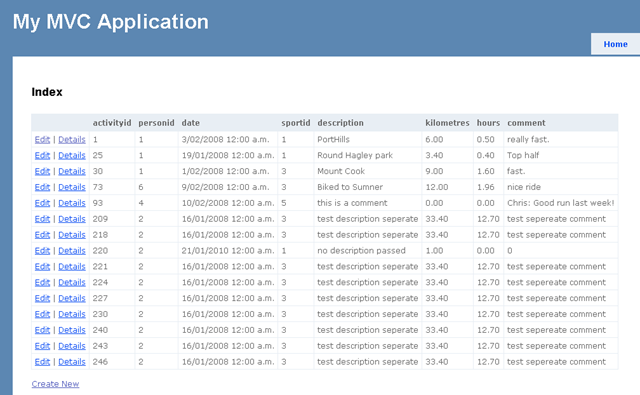 My MVC Application
Home
Index
activityid personid date sportid description kilometres hours comment
Edit | Details 1 1 3/02/2008 12:00 a.m. 1 PortHills 6.00 0.50 really fast.
Edit | Details 25 1 19/01/2008 12:00 a.m. 1 Round Hagley park 3.40 0.40 Top half
Edit | Details 30 1 1/02/2008 12:00 a.m. 3 Mount Cook 9.00 1.60 fast.
Edit | Details 73 6 9/02/2008 12:00 a.m. 3 Biked to Sumner 12.00 1.96 nice ride
Edit | Details 93 4 10/02/2008 12:00 a.m. 5 this is a comment 0.00 0.00 Chris: Good run last week!
Edit | Details 209 2 16/01/2008 12:00 a.m. 3 test description seperate 33.40 12.70 test sepereate comment
Edit | Details 218 2 16/01/2008 12:00 a.m. 3 test description seperate 33.40 12.70 test sepereate comment
Edit | Details 220 2 21/01/2010 12:00 a.m. 1 no description passed 1.00 0.00 0
Edit | Details 221 2 16/01/2008 12:00 a.m. 3 test description seperate 33.40 12.70 test sepereate comment
Edit | Details 224 2 16/01/2008 12:00 a.m. 3 test description seperate 33.40 12.70 test sepereate comment
Edit | Details 227 2 16/01/2008 12:00 a.m. 3 test description seperate 33.40 12.70 test sepereate comment
Edit | Details 230 2 16/01/2008 12:00 a.m. 3 test description seperate 33.40 12.70 test sepereate comment
Edit | Details 240 2 16/01/2008 12:00 a.m. 3 test description seperate 33.40 12.70 test sepereate comment
Edit | Details 243 2 16/01/2008 12:00 a.m. 3 test description seperate 33.40 12.70 test sepereate comment
Edit | Details 246 2 16/01/2008 12:00 a.m. 3 test description seperate 33.40 12.70 test sepereate comment
Create New